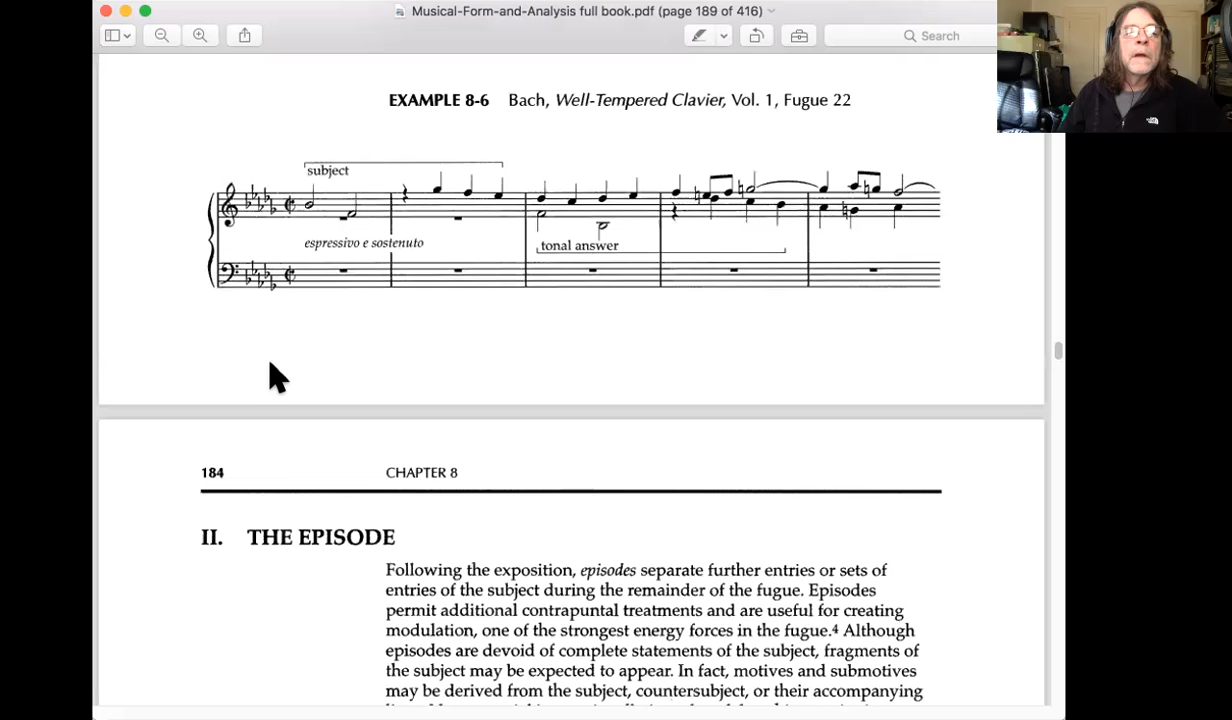 Musical-Form-and-Analysis full book.pdf (page 189 of 416)
Search
EXAMPLE 8-6 Bach, Well-Tempered Clavier, Vol. 1, Fugue 22
subject
espressivo e sostenuto
tonal answer
184 CHAPTER 8
II. THE EPISODE
Following the exposition, episodes separate further entries or sets of
entries of the subject during the remainder of the fugue. Episodes
permit additional contrapuntal treatments and are useful for creating
modulation, one of the strongest energy forces in the fugue.4 Although
episodes are devoid of complete statements of the subject, fragments of
the subject may be expected to appear. In fact, motives and submotives
may be derived from the subject, countersubject, or their accompanying